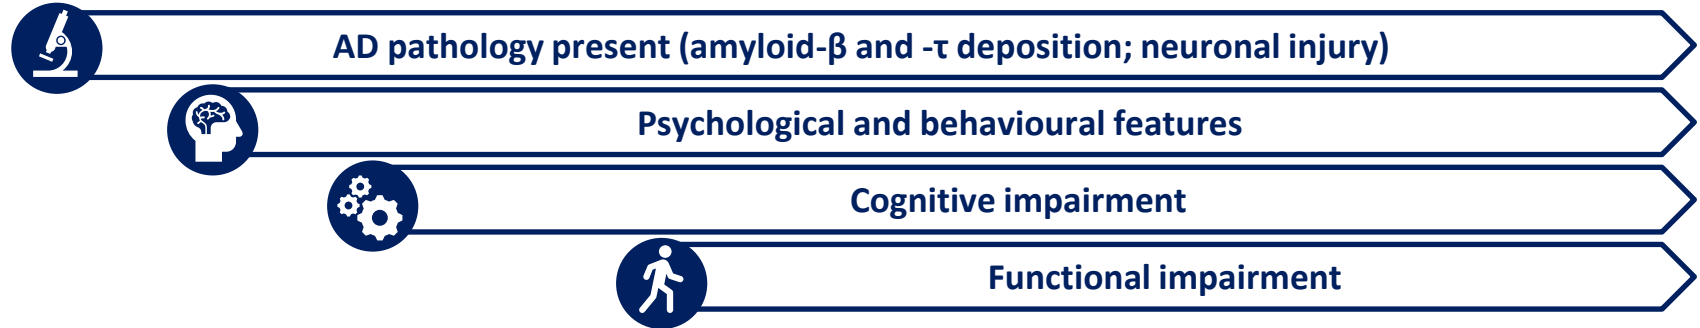 AD pathology present (amyloid-β and -τ deposition; neuronal injury)
Psychological and behavioural features
Cognitive impairment
Functional impairment